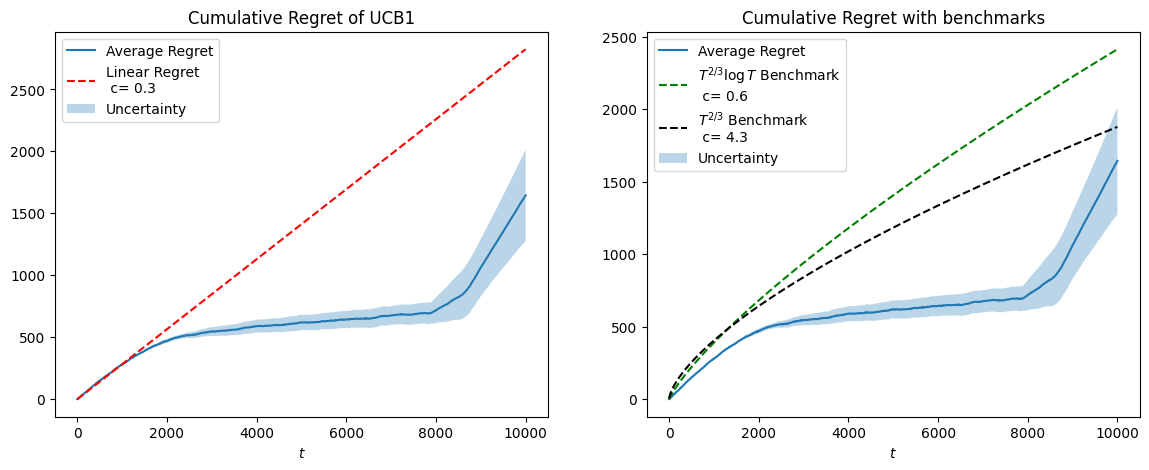 Cumulative Regret of UCB1
Average Regret
Linear Regret
c= 0.3
Uncertainty
2500
2000
1500
1000
500
0
0 2000 4000 6000 8000 10000
t
Cumulative Regret with benchmarks
Average Regret
T^{2/3} log T Benchmark
c= 0.6
T^{2/3} Benchmark
c= 4.3
Uncertainty
2500
2000
1500
1000
500
0
0 2000 4000 6000 8000 10000
t